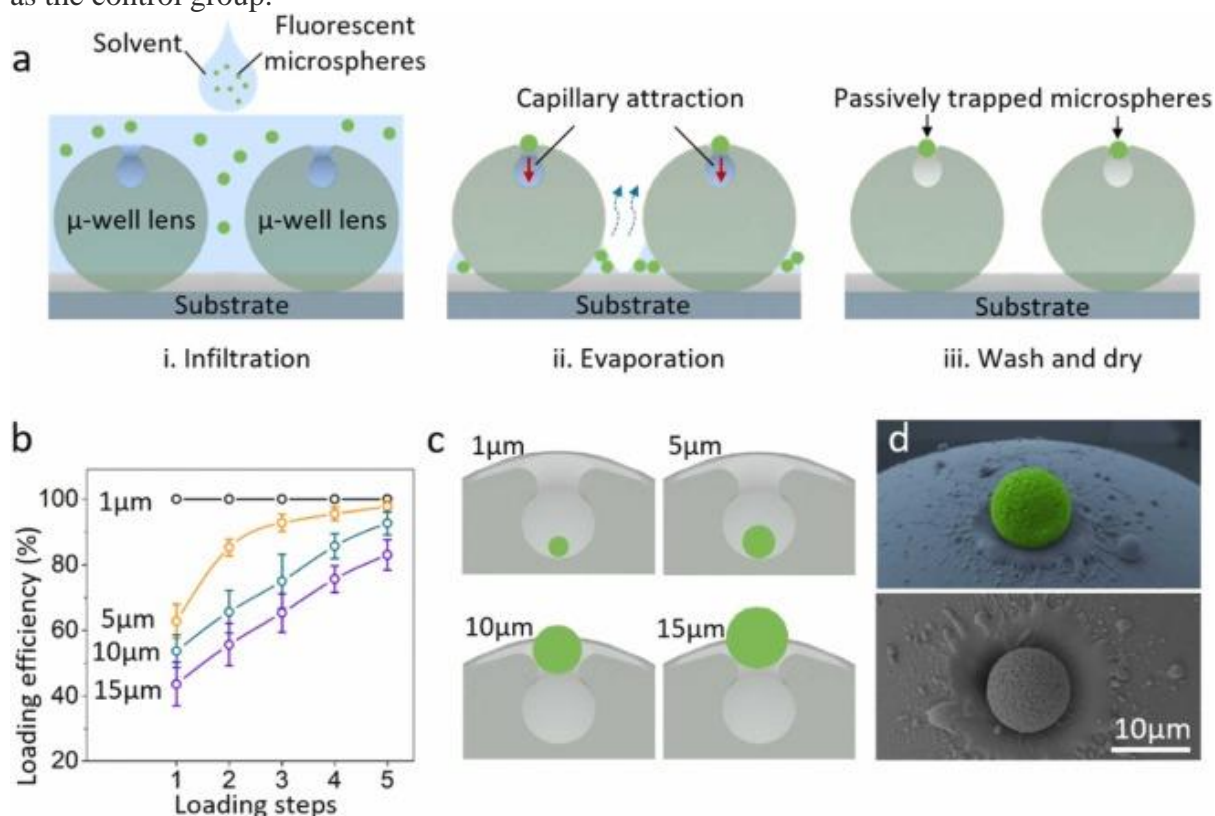 as the control group.
a
Solvent
Fluorescent
microspheres
Capillary attraction
Passively trapped microspheres
μ-well lens
μ-well lens
Substrate
Substrate
Substrate
i. Infiltration
ii. Evaporation
iii. Wash and dry
b
Loading efficiency (%)
100
80
60
40
20
1μm
5μm
10μm
15μm
1
2
3
4
5
Loading steps
c
1μm
5μm
10μm
15μm
d
10μm